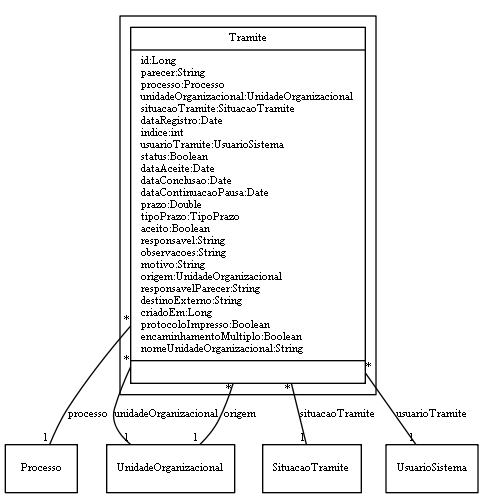 Tramite
id:Long
parecer:String
processo:Processo
unidadeOrganizacional:UnidadeOrganizacional
situacaoTramite:SituacaoTramite
dataRegistro:Date
indice:int
usuarioTramite:UsuarioSistema
status:Boolean
dataAceite:Date
dataConclusao:Date
dataContinuacaoPausa:Date
prazo:Double
tipoPrazo:TipoPrazo
aceito:Boolean
responsavel:String
observacoes:String
motivo:String
origem:UnidadeOrganizacional
responsavelParecer:String
destinoExterno:String
criadoEm:Long
protocoloImpresso:Boolean
encaminhamentoMultiplo:Boolean
nomeUnidadeOrganizacional:String
* * * * *
processo unidadeOrganizacional origem situacaoTramite usuarioTramite
1 1 1 1 1
Processo UnidadeOrganizacional SituacaoTramite UsuarioSistema